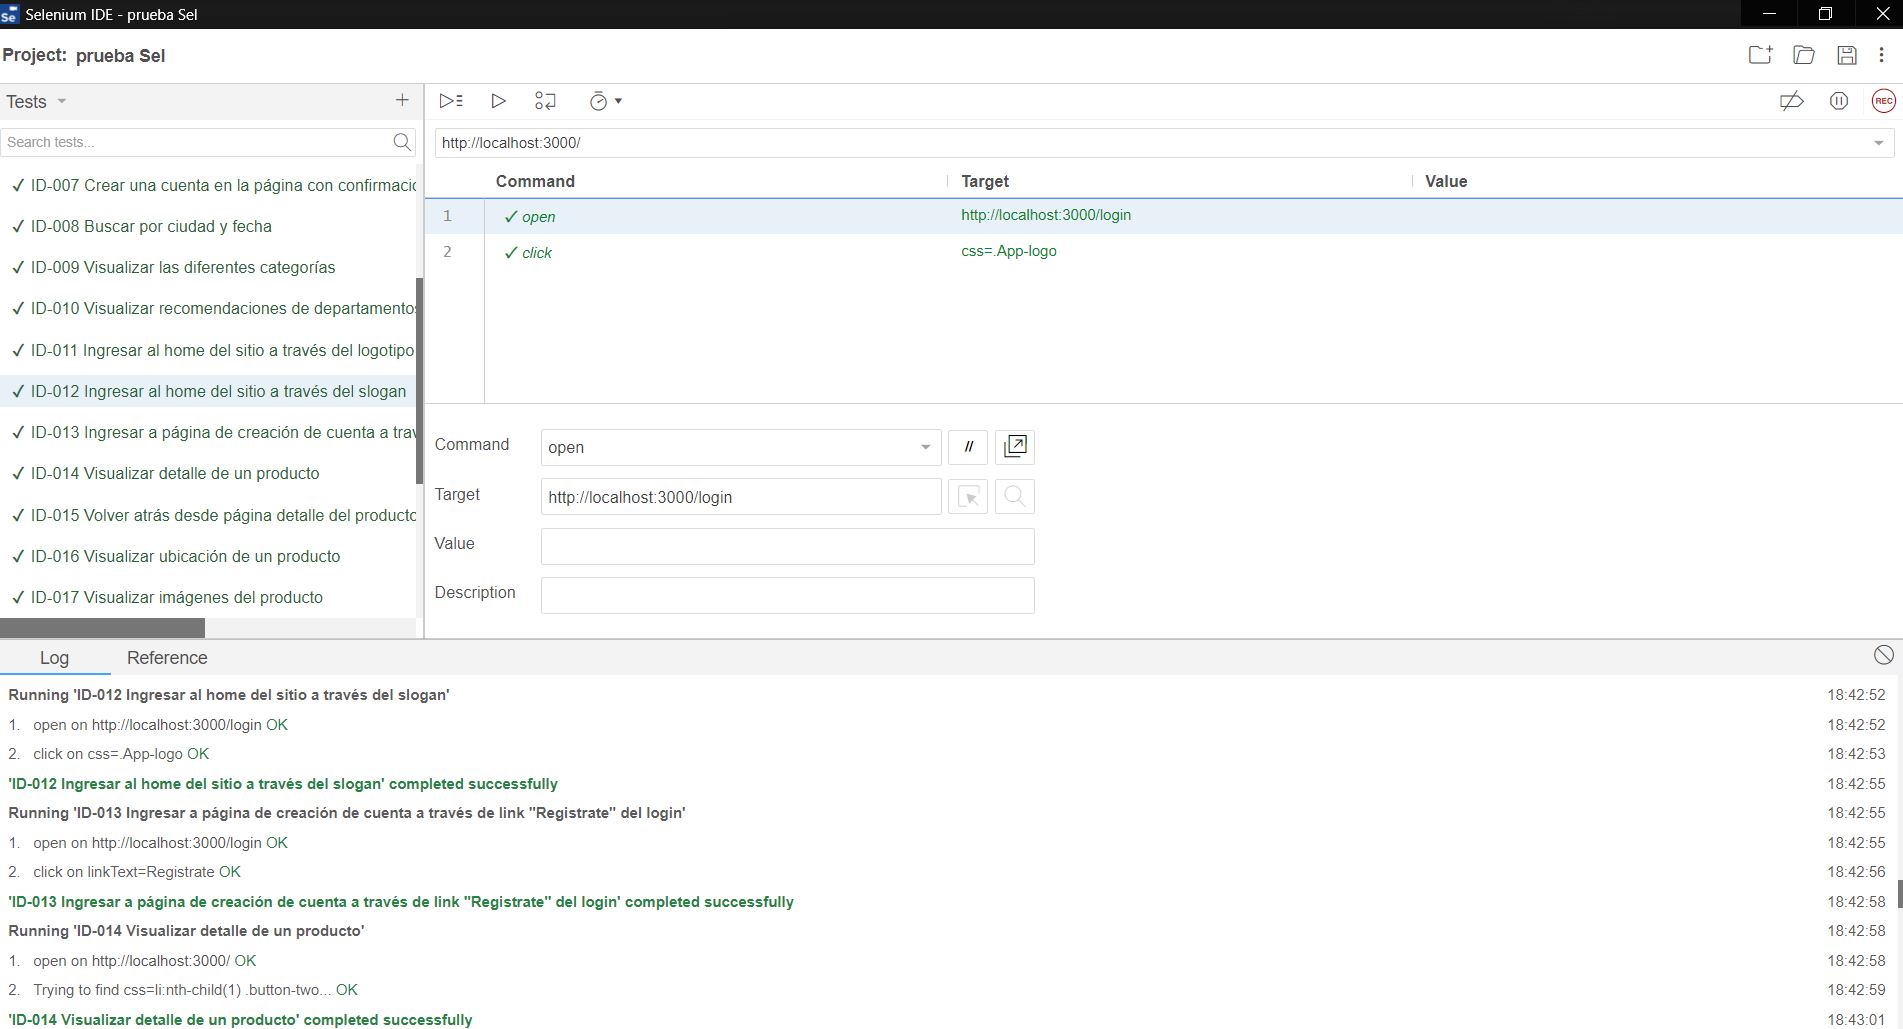 Selenium IDE - prueba Sel
Project: prueba Sel
Tests
Search tests...
ID-007 Crear una cuenta en la página con confirmació
ID-008 Buscar por ciudad y fecha
ID-009 Visualizar las diferentes categorías
ID-010 Visualizar recomendaciones de departamentos
ID-011 Ingresar al home del sitio a través del logotipo
ID-012 Ingresar al home del sitio a través del slogan
ID-013 Ingresar a página de creación de cuenta a trav
ID-014 Visualizar detalle de un producto
ID-015 Volver atrás desde página detalle del producto
ID-016 Visualizar ubicación de un producto
ID-017 Visualizar imágenes del producto
REC
http://localhost:3000/
Command Target Value
1 open http://localhost:3000/login
2 click css=.App-logo
Command open //
Target http://localhost:3000/login
Value
Description
Log Reference
Running 'ID-012 Ingresar al home del sitio a través del slogan' 18:42:52
1. open on http://localhost:3000/login OK 18:42:52
2. click on css=.App-logo OK 18:42:53
'ID-012 Ingresar al home del sitio a través del slogan' completed successfully 18:42:55
Running 'ID-013 Ingresar a página de creación de cuenta a través de link "Registrate" del login' 18:42:55
1. open on http://localhost:3000/login OK 18:42:55
2. click on linkText=Registrate OK 18:42:56
'ID-013 Ingresar a página de creación de cuenta a través de link "Registrate" del login' completed successfully 18:42:58
Running 'ID-014 Visualizar detalle de un producto' 18:42:58
1. open on http://localhost:3000/ OK 18:42:58
2. Trying to find css=li:nth-child(1) .button-two... OK 18:42:59
'ID-014 Visualizar detalle de un producto' completed successfully 18:43:01